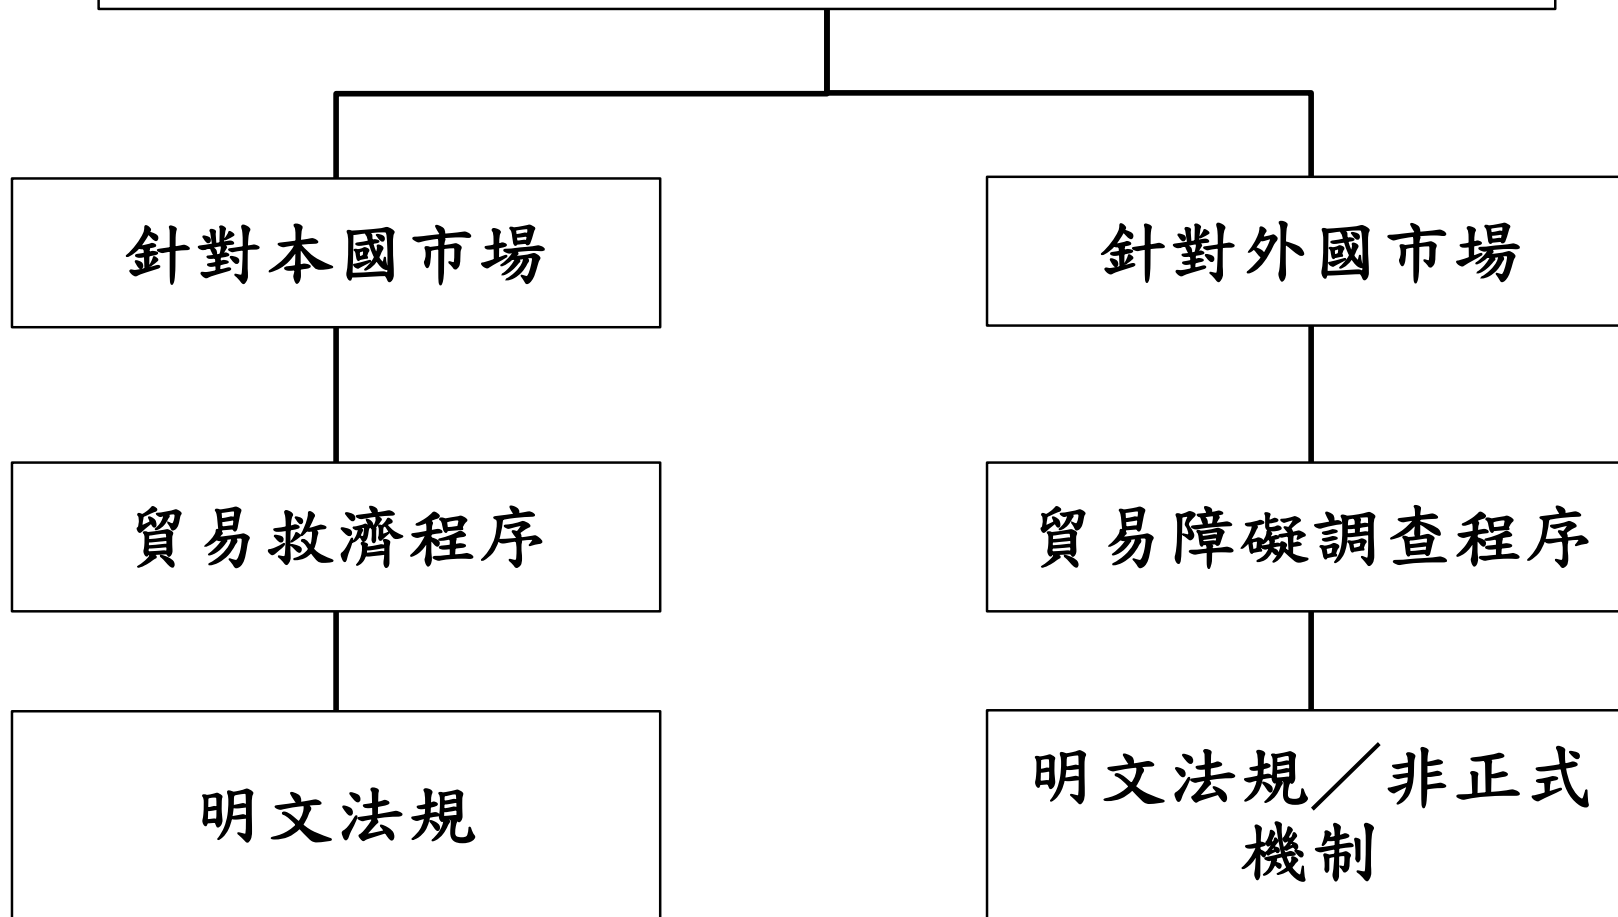 針對本國市場
針對外國市場
貿易救濟程序
貿易障礙調查程序
明文法規
明文法規／非正式
機制